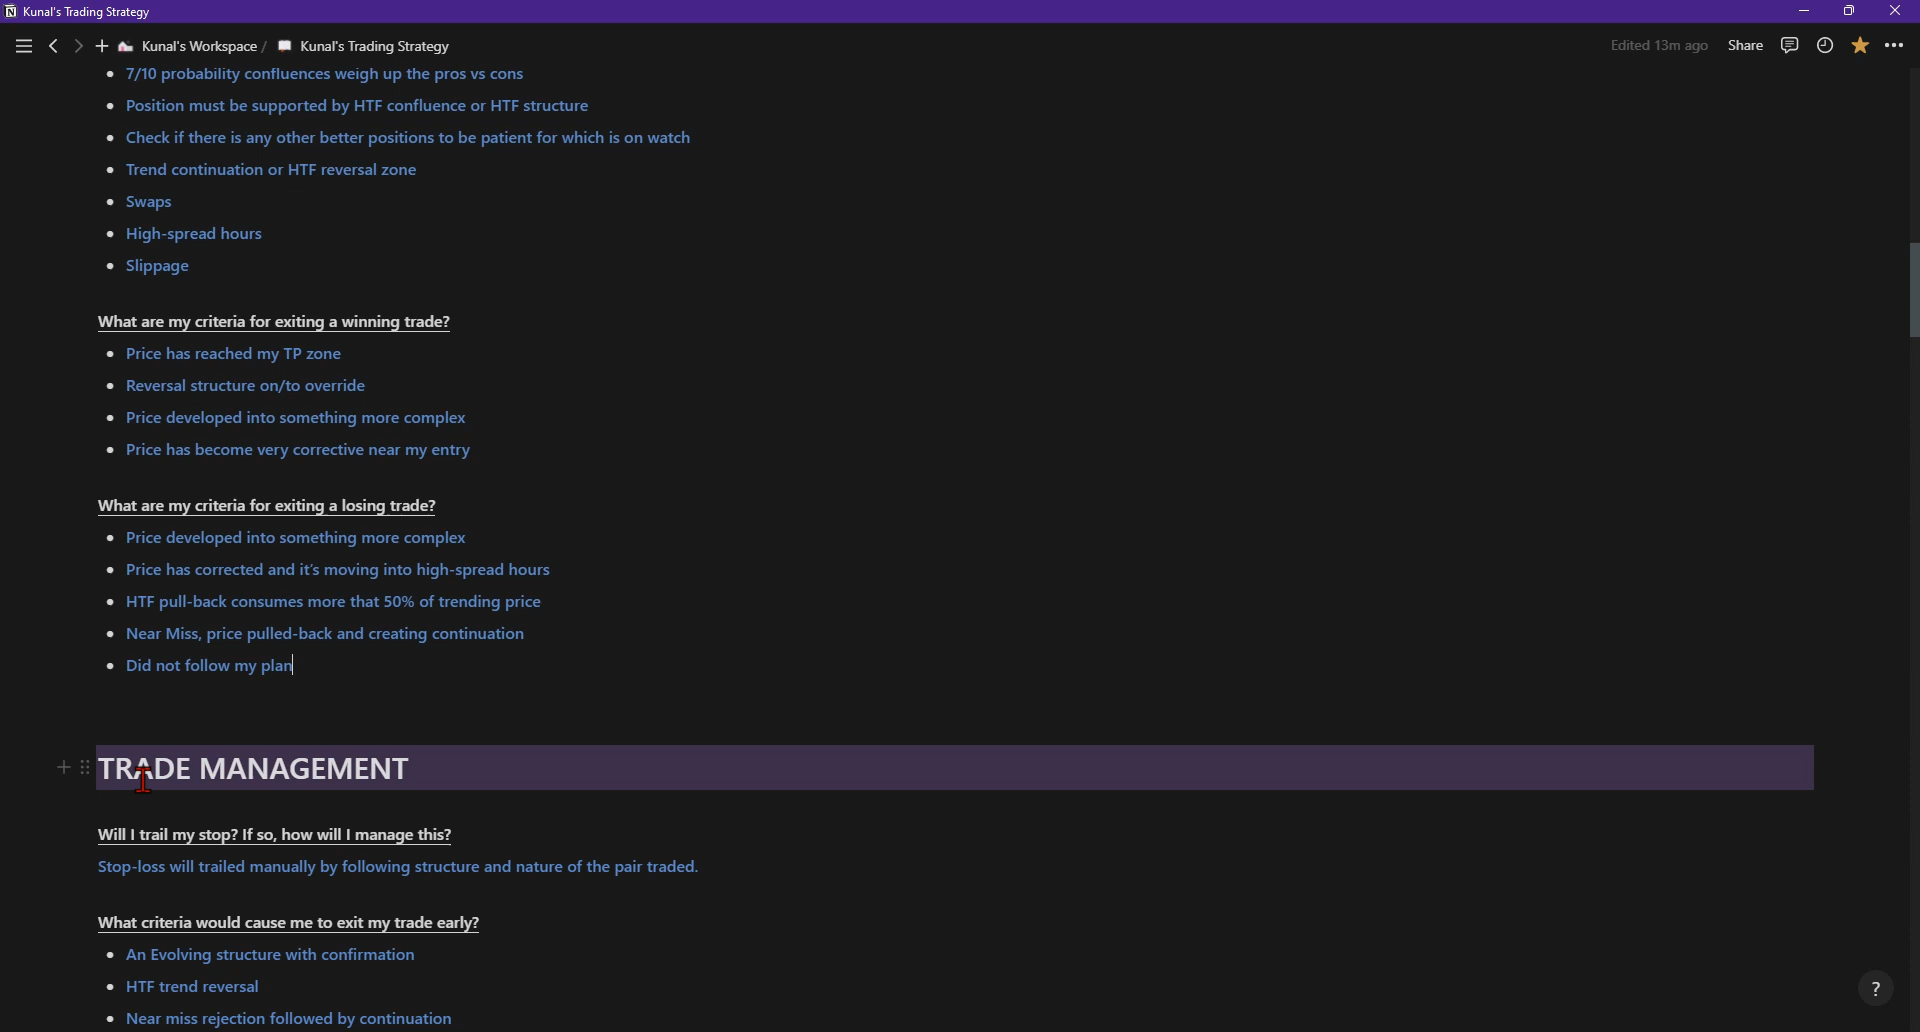 Kunal's Trading Strategy
Kunal's Workspace / Kunal's Trading Strategy
Edited 13m ago Share
7/10 probability confluences weigh up the pros vs cons
Position must be supported by HTF confluence or HTF structure
Check if there is any other better positions to be patient for which is on watch
Trend continuation or HTF reversal zone
Swaps
High-spread hours
Slippage
What are my criteria for exiting a winning trade?
Price has reached my TP zone
Reversal structure on/to override
Price developed into something more complex
Price has become very corrective near my entry
What are my criteria for exiting a losing trade?
Price developed into something more complex
Price has corrected and it's moving into high-spread hours
HTF pull-back consumes more that 50% of trending price
Near Miss, price pulled-back and creating continuation
Did not follow my plan
TRADE MANAGEMENT
Will I trail my stop? If so, how will I manage this?
Stop-loss will trailed manually by following structure and nature of the pair traded.
What criteria would cause me to exit my trade early?
An Evolving structure with confirmation
HTF trend reversal
Near miss rejection followed by continuation
?